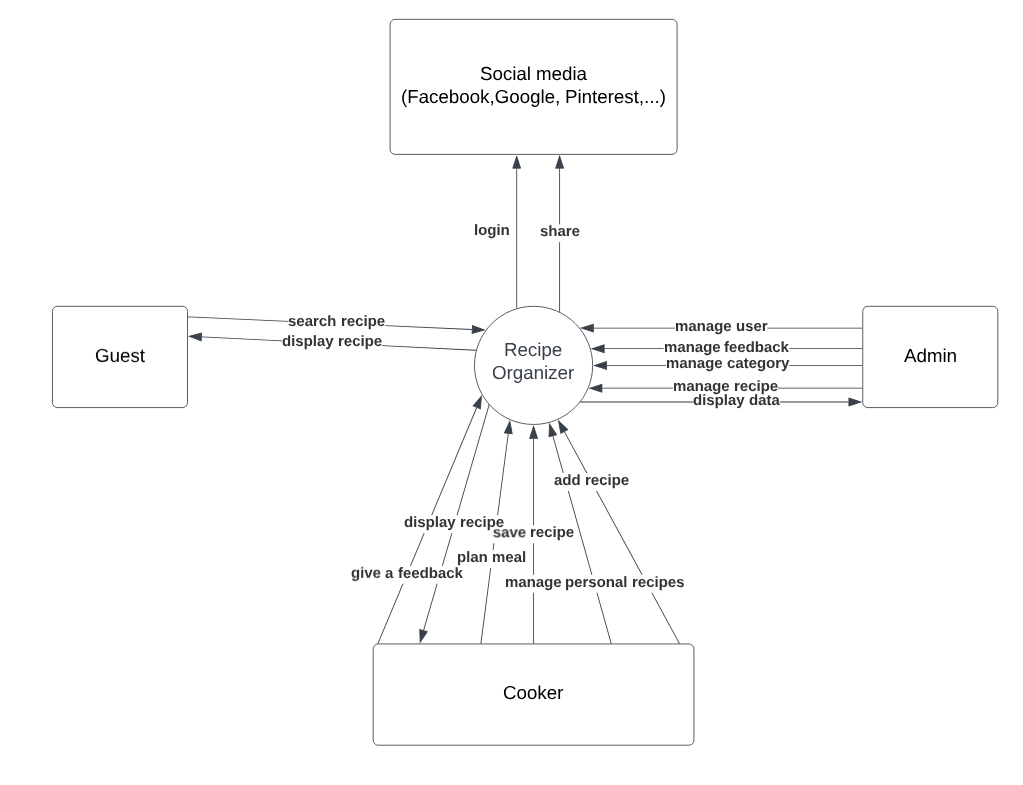 Social media
(Facebook,Google, Pinterest,...)
login
share
search recipe
display recipe
Guest
Recipe
Organizer
manage user
manage feedback
manage category
manage recipe
display data
Admin
add recipe
display recipe
save recipe
plan meal
give a feedback
manage personal recipes
Cooker